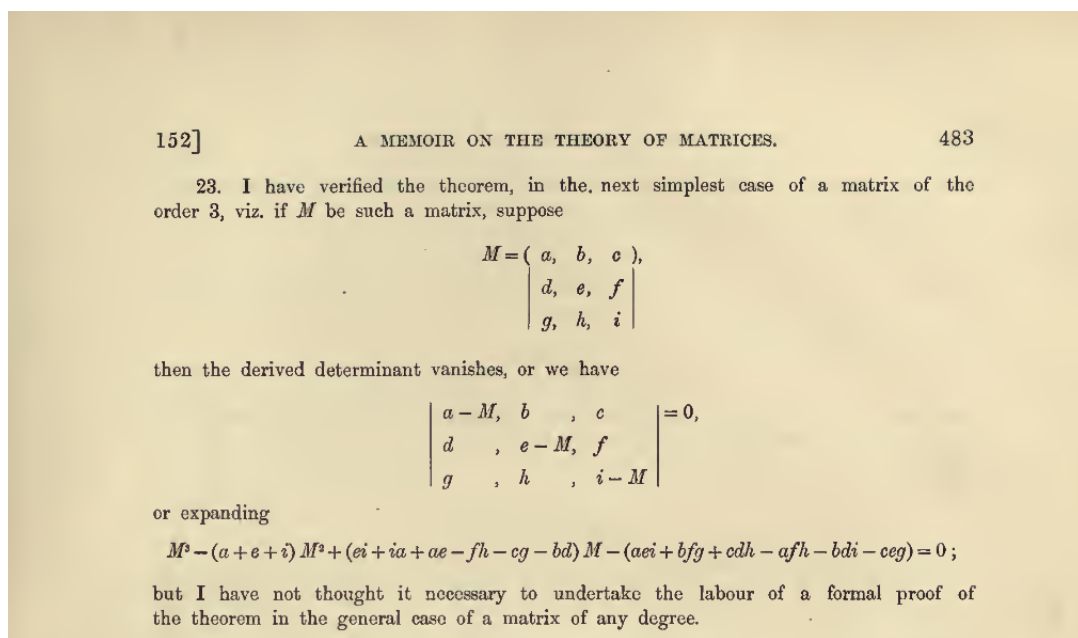 152] A MEMOIR ON THE THEORY OF MATRICES. 483
23. I have verified the theorem, in the. next simplest case of a matrix of the
order 3, viz. if M be such a matrix, suppose
M = ( a, b, c ),
| d, e, f |
| g, h, i |
then the derived determinant vanishes, or we have
| a − M, b , c | = 0,
| d , e − M, f |
| g , h , i − M |
or expanding
M³ − (a + e + i) M² + (ei + ia + ae − fh − cg − bd) M − (aei + bfg + cdh − afh − bdi − ceg) = 0 ;
but I have not thought it necessary to undertake the labour of a formal proof of
the theorem in the general case of a matrix of any degree.